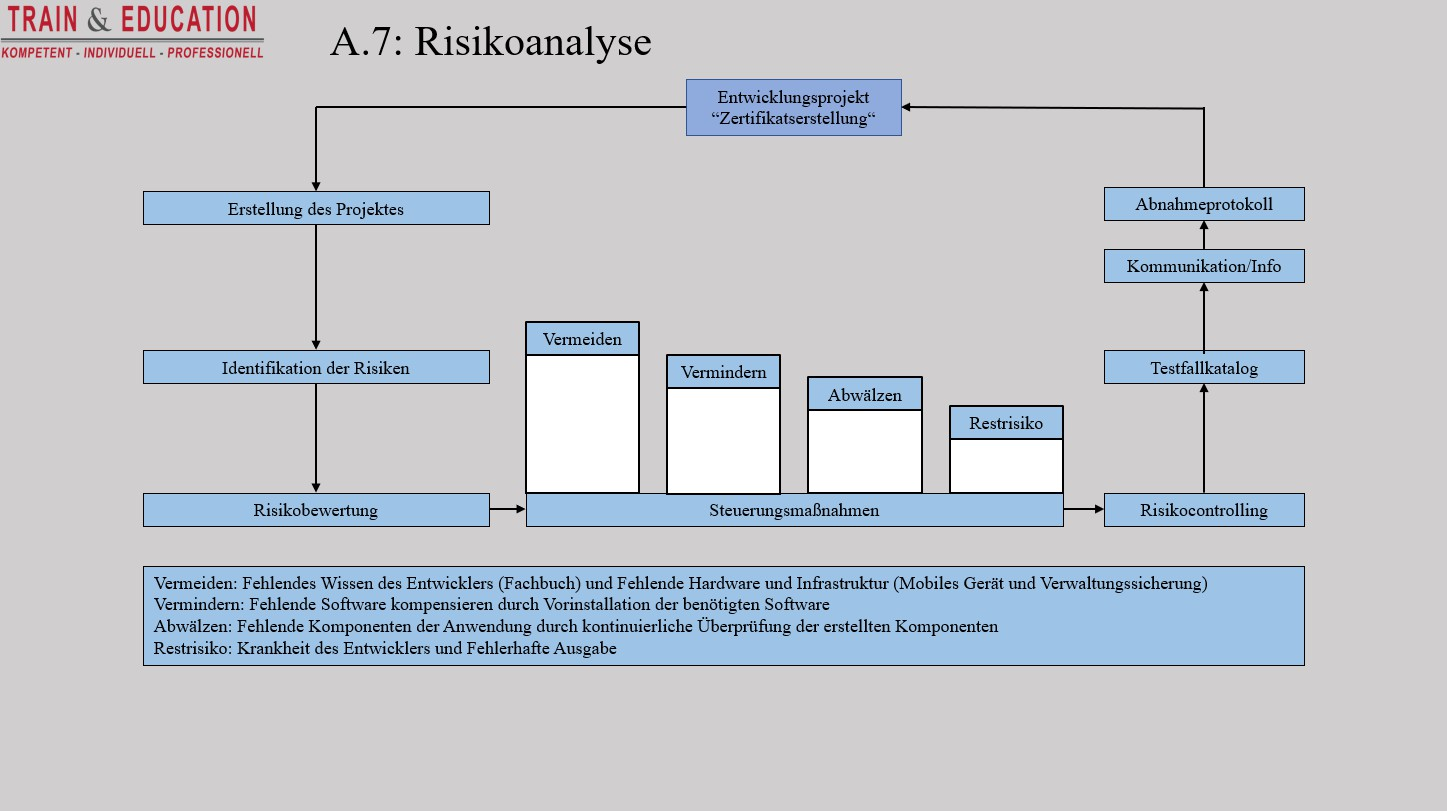 TRAIN & EDUCATION
KOMPETENT - INDIVIDUELL - PROFESSIONELL
A.7: Risikoanalyse
Entwicklungsprojekt
“Zertifikatserstellung“
Erstellung des Projektes
Abnahmeprotokoll
Kommunikation/Info
Identifikation der Risiken
Vermeiden
Vermindern
Abwälzen
Restrisiko
Testfallkatalog
Risikobewertung
Steuerungsmaßnahmen
Risikocontrolling
Vermeiden: Fehlendes Wissen des Entwicklers (Fachbuch) und Fehlende Hardware und Infrastruktur (Mobiles Gerät und Verwaltungssicherung)
Vermindern: Fehlende Software kompensieren durch Vorinstallation der benötigten Software
Abwälzen: Fehlende Komponenten der Anwendung durch kontinuierliche Überprüfung der erstellten Komponenten
Restrisiko: Krankheit des Entwicklers und Fehlerhafte Ausgabe